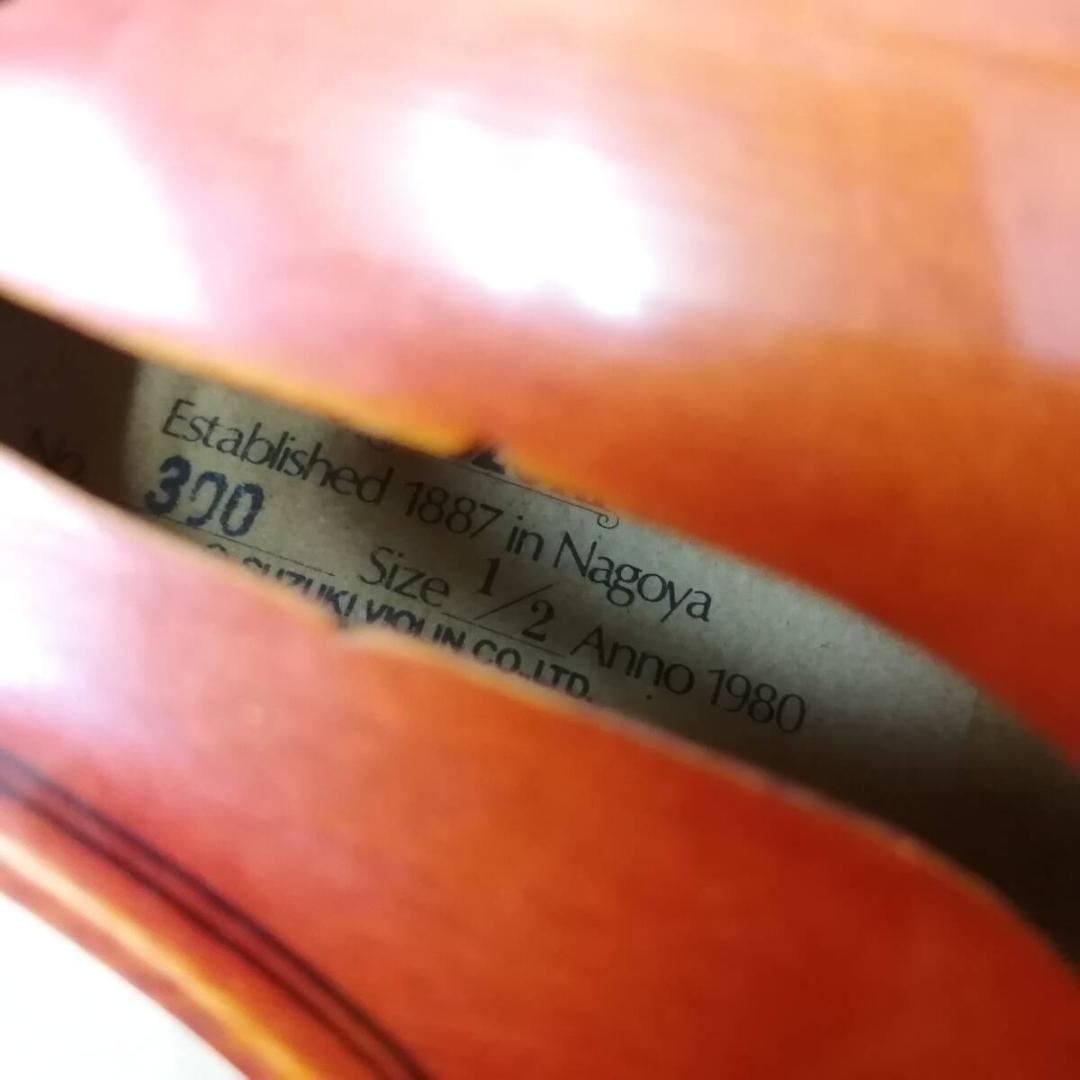 Established 1887 in Nagoya
300 Size 1/2 Anno 1980
SUZUKI VIOLIN CO.,LTD.